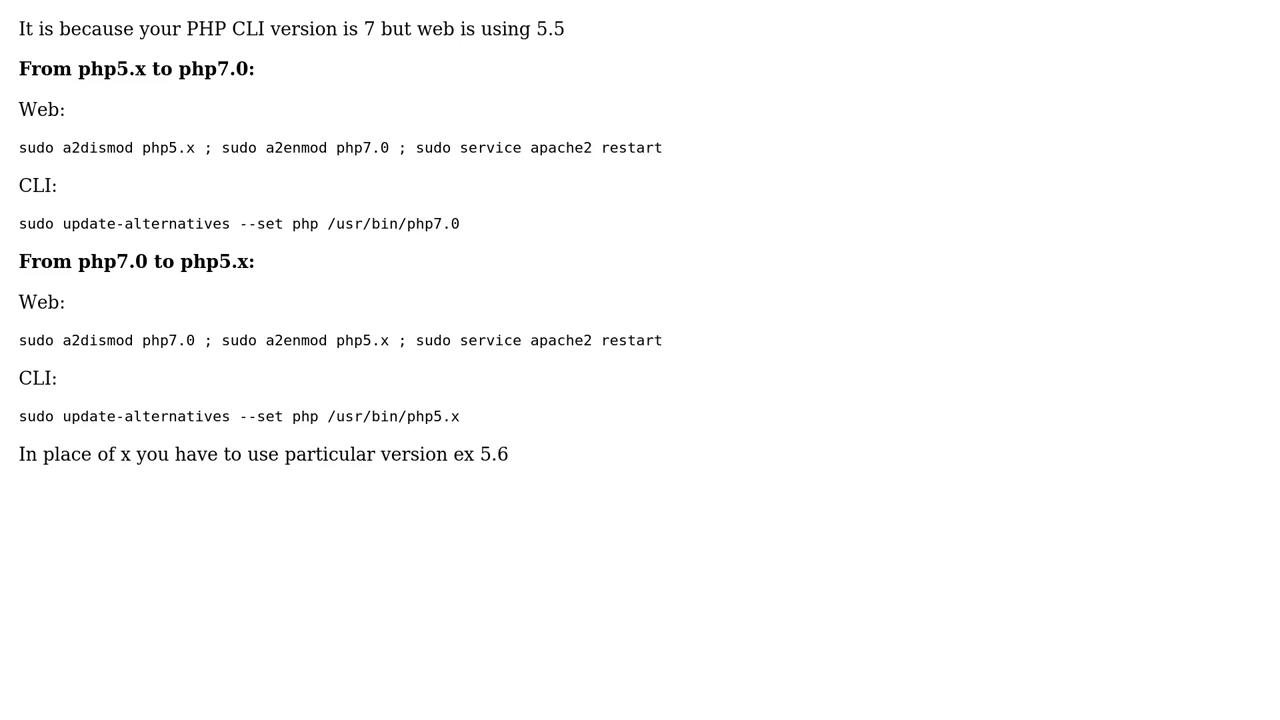 It is because your PHP CLI version is 7 but web is using 5.5
From php5.x to php7.0:
Web:
sudo a2dismod php5.x ; sudo a2enmod php7.0 ; sudo service apache2 restart
CLI:
sudo update-alternatives --set php /usr/bin/php7.0
From php7.0 to php5.x:
Web:
sudo a2dismod php7.0 ; sudo a2enmod php5.x ; sudo service apache2 restart
CLI:
sudo update-alternatives --set php /usr/bin/php5.x
In place of x you have to use particular version ex 5.6